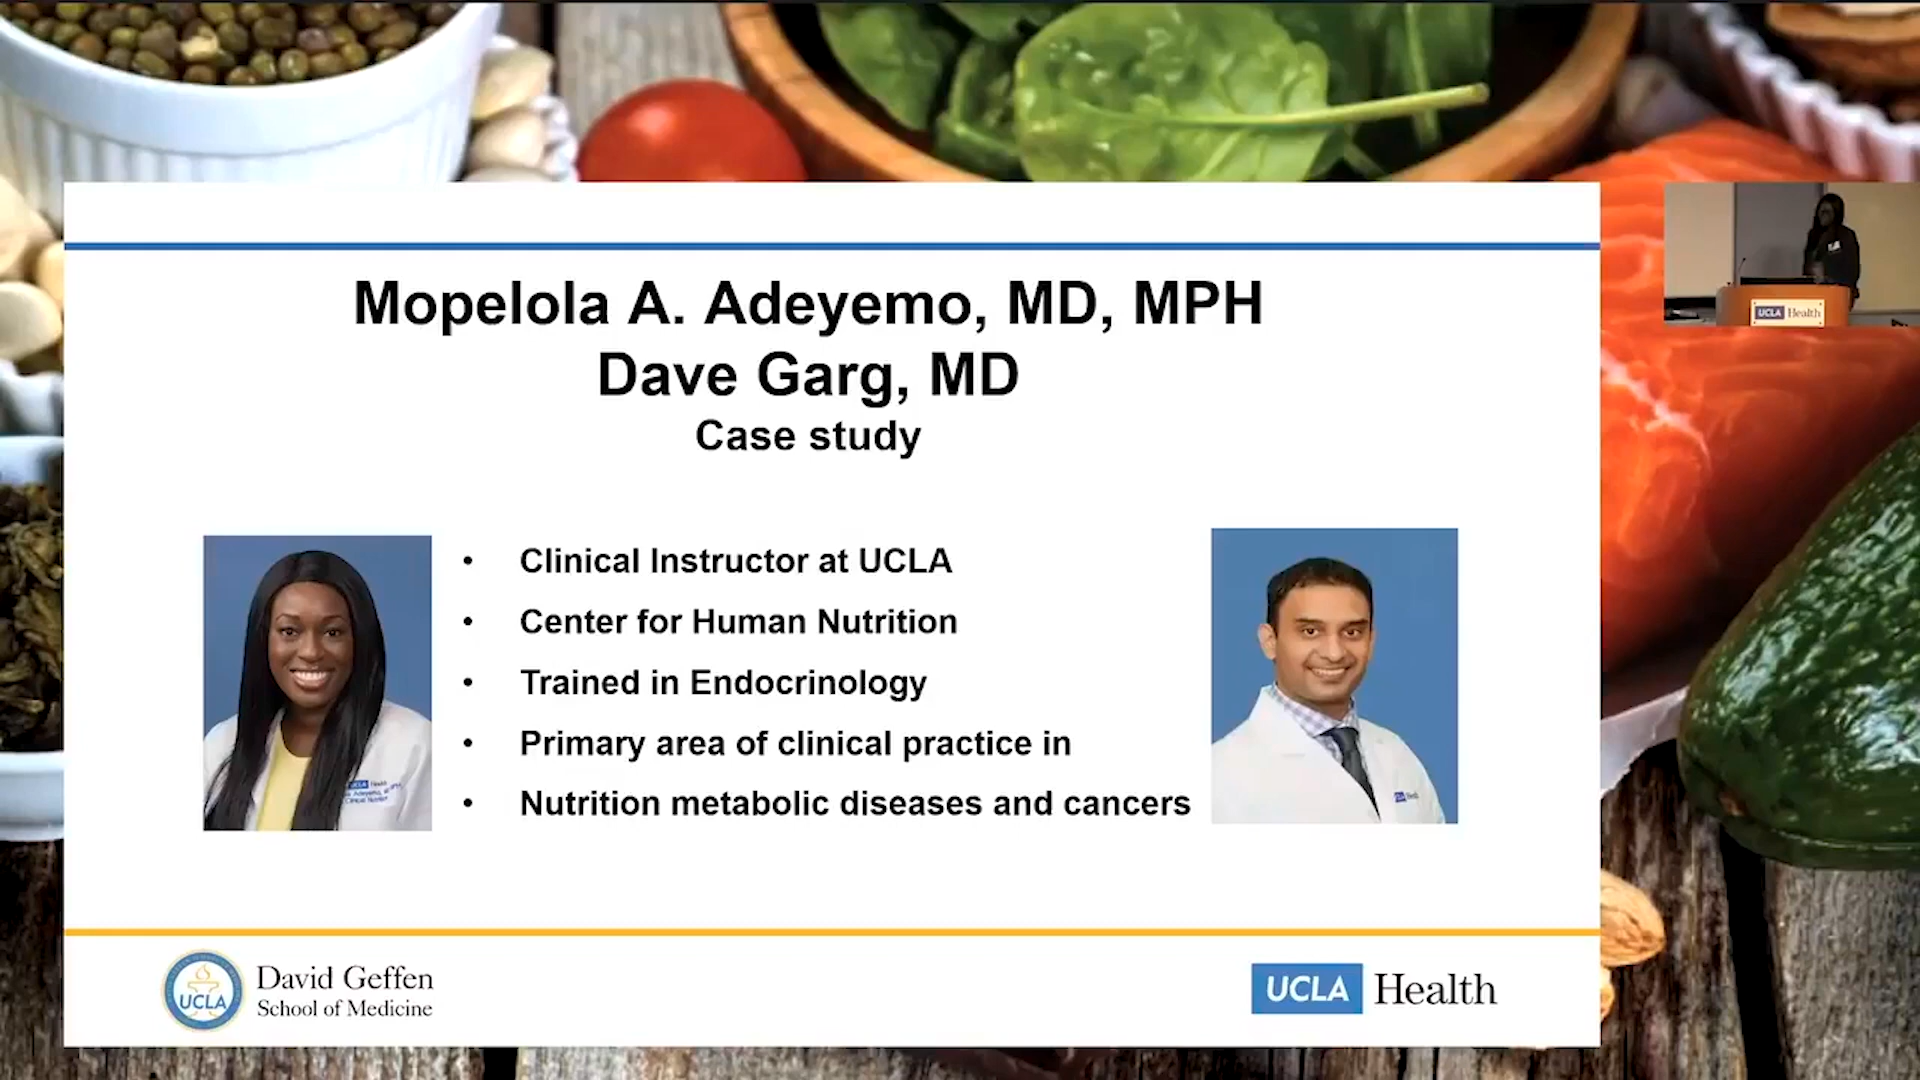 Mopelola A. Adeyemo, MD, MPH
Dave Garg, MD
Case study
• Clinical Instructor at UCLA
• Center for Human Nutrition
• Trained in Endocrinology
• Primary area of clinical practice in
• Nutrition metabolic diseases and cancers
UCLA Health
UCLA
David Geffen
School of Medicine
UCLA Health